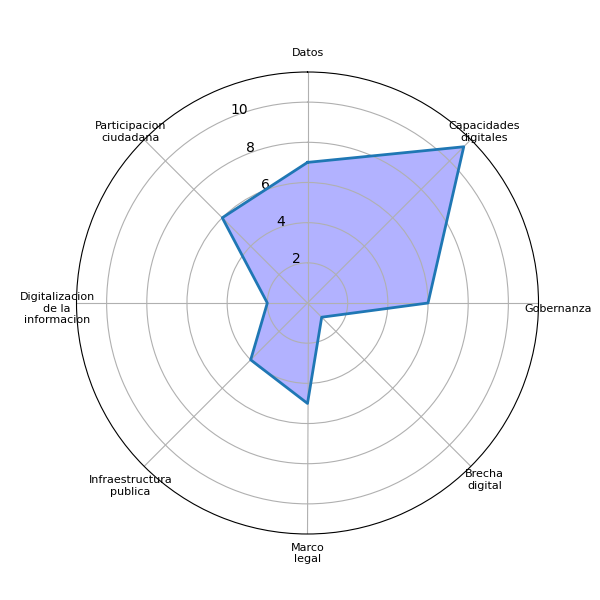 Datos
Participacion
ciudadana
Capacidades
digitales
10
8
6
4
2
Digitalizacion
de la
informacion
Gobernanza
Infraestructura
publica
Brecha
digital
Marco
legal